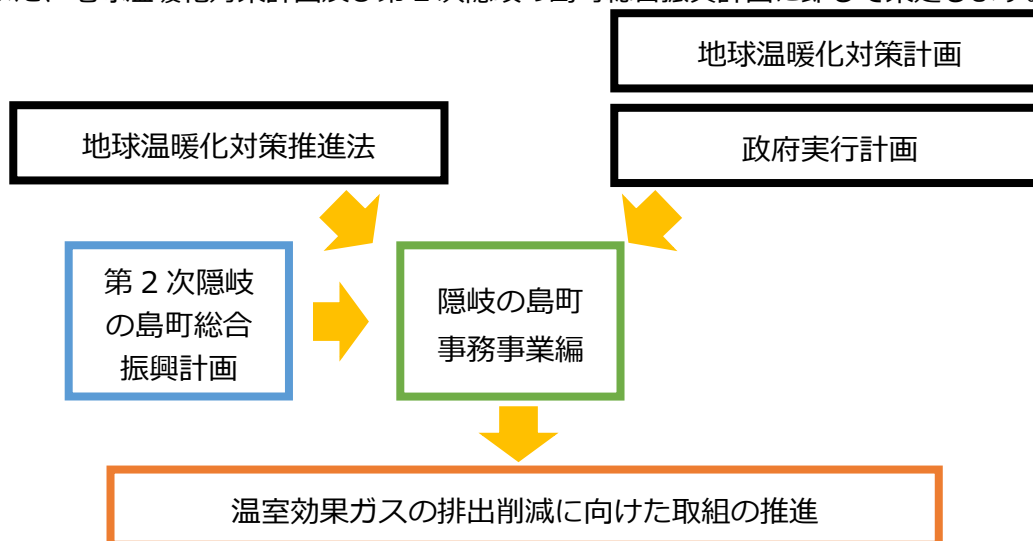 地球温暖化対策計画
地球温暖化対策推進法
政府実行計画
第２次隠岐
の島町総合
振興計画
隠岐の島町
事務事業編
温室効果ガスの排出削減に向けた取組の推進